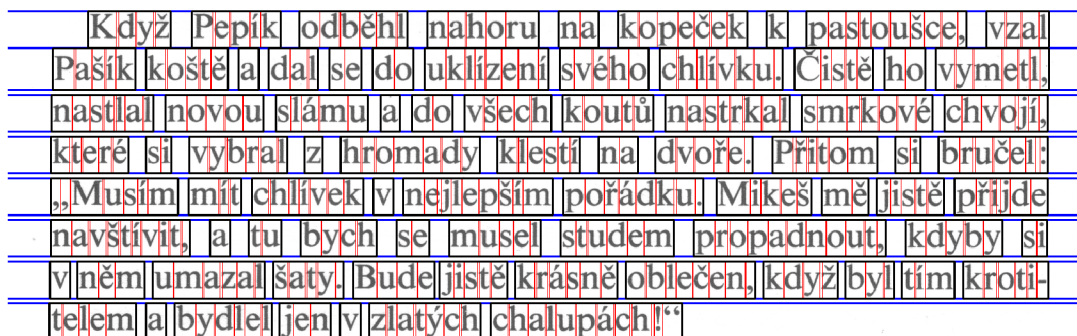 Když Pepík odběhl nahoru na kopeček k pastoušce, vzal
Pašík koště a dal se do uklízení svého chlívku. Čistě ho vymetl,
nastlal novou slámu a do všech koutů nastrkal smrkové chvojí,
které si vybral z hromady klestí na dvoře. Přitom si bručel:
„Musím mít chlívek v nejlepším pořádku. Mikeš mě jistě přijde
navštívit, a tu bych se musel studem propadnout, kdyby si
v něm umazal šaty. Bude jistě krásně oblečen, když byl tím kroti-
telem a bydlel jen v zlatých chalupách!“